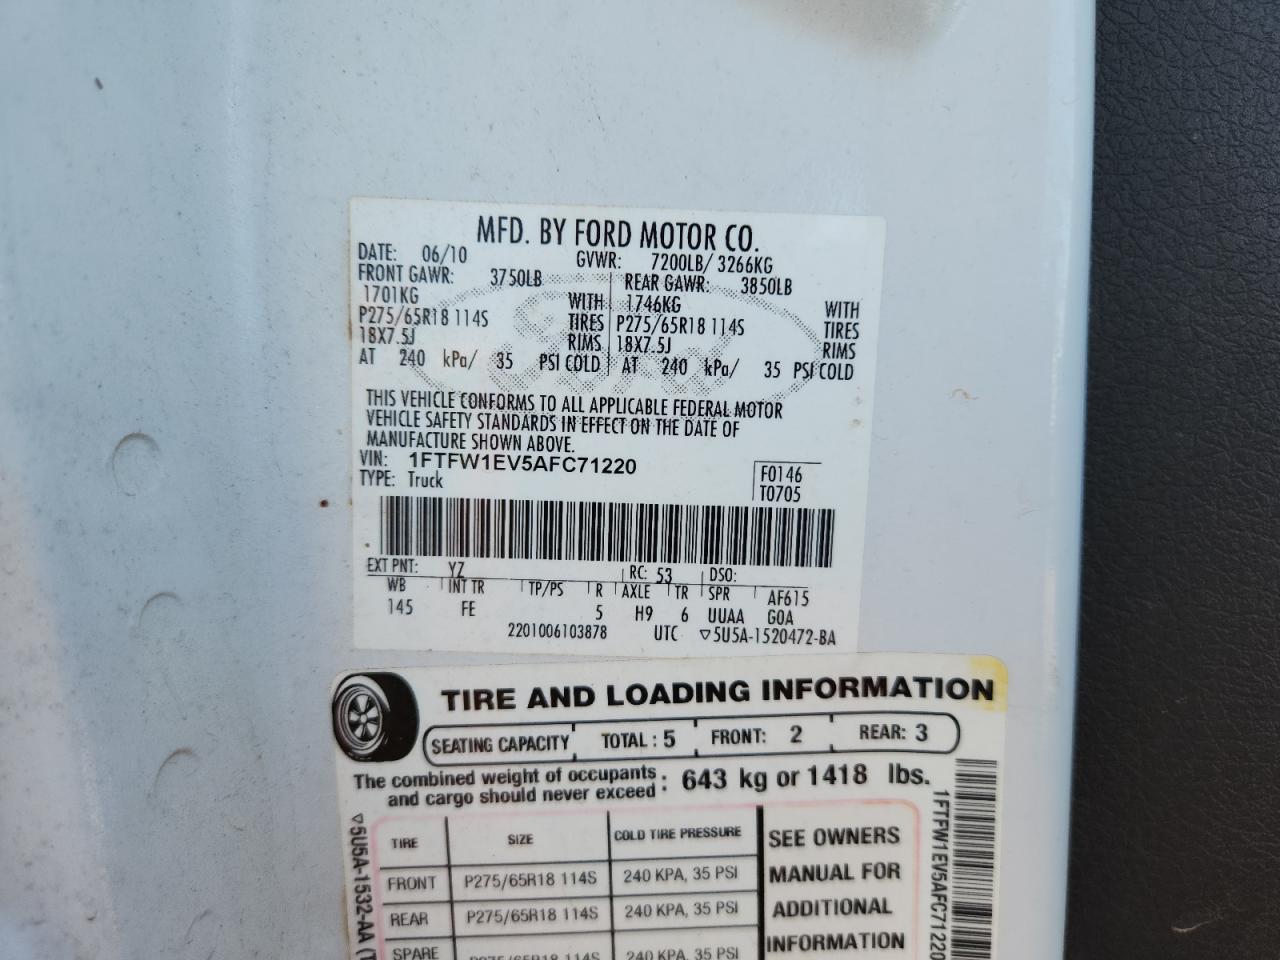 MFD. BY FORD MOTOR CO.
DATE: 06/10 GVWR: 7200LB/ 3266KG
FRONT GAWR: 3750LB REAR GAWR: 3850LB
1701KG WITH 1746KG WITH
P275/65R18 114S TIRES P275/65R18 114S TIRES
18X7.5J RIMS 18X7.5J RIMS
AT 240 kPa/ 35 PSI COLD AT 240 kPa/ 35 PSI COLD
Ford
THIS VEHICLE CONFORMS TO ALL APPLICABLE FEDERAL MOTOR
VEHICLE SAFETY STANDARDS IN EFFECT ON THE DATE OF
MANUFACTURE SHOWN ABOVE.
VIN: 1FTFW1EV5AFC71220 F0146
TYPE: Truck T0705
EXT PNT: YZ RC: 53 DSO:
WB INT TR TP/PS R AXLE TR SPR AF615
145 FE 5 H9 6 UUAA GOA
2201006103878 UTC ▽5U5A-1520472-BA
TIRE AND LOADING INFORMATION
SEATING CAPACITY TOTAL : 5 FRONT: 2 REAR: 3
The combined weight of occupants
and cargo should never exceed : 643 kg or 1418 lbs.
TIRE SIZE COLD TIRE PRESSURE
FRONT P275/65R18 114S 240 KPA, 35 PSI
REAR P275/65R18 114S 240 KPA, 35 PSI
SPARE P275/65R18 114S 240 KPA, 35 PSI
SEE OWNERS
MANUAL FOR
ADDITIONAL
INFORMATION
▽5U5A-1532-AA (T
1FTFW1EV5AFC71220